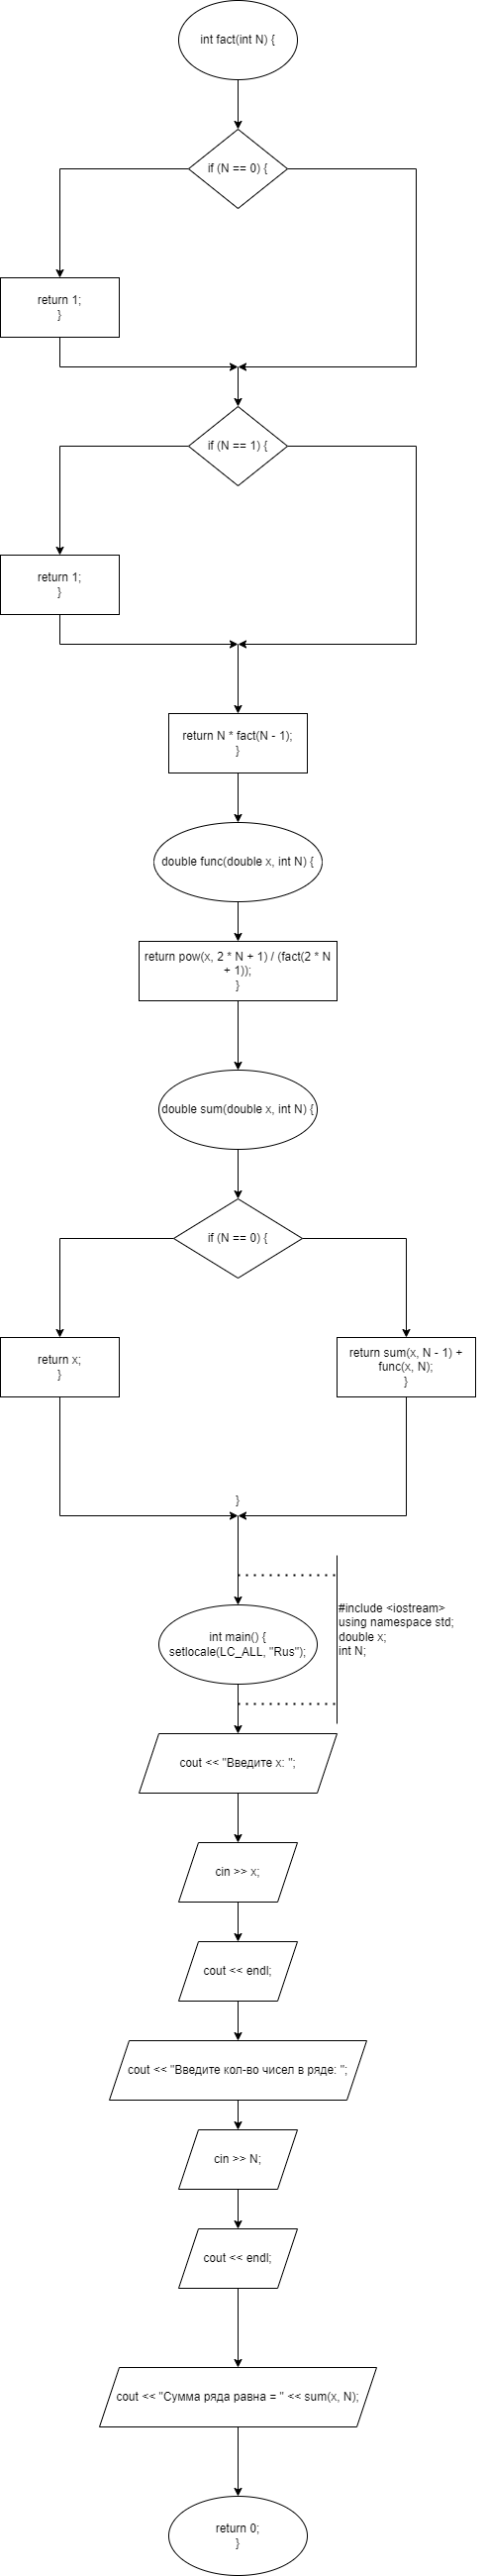 int fact(int N) {
if (N == 0) {
return 1;
}
if (N == 1) {
return 1;
}
return N * fact(N - 1);
}
double func(double x, int N) {
return pow(x, 2 * N + 1) / (fact(2 * N
+ 1));
}
double sum(double x, int N) {
if (N == 0) {
return x;
}
return sum(x, N - 1) +
func(x, N);
}
}
#include <iostream>
using namespace std;
double x;
int N;
int main() {
setlocale(LC_ALL, "Rus");
cout << "Введите x: ";
cin >> x;
cout << endl;
cout << "Введите кол-во чисел в ряде: ";
cin >> N;
cout << endl;
cout << "Сумма ряда равна = " << sum(x, N);
return 0;
}